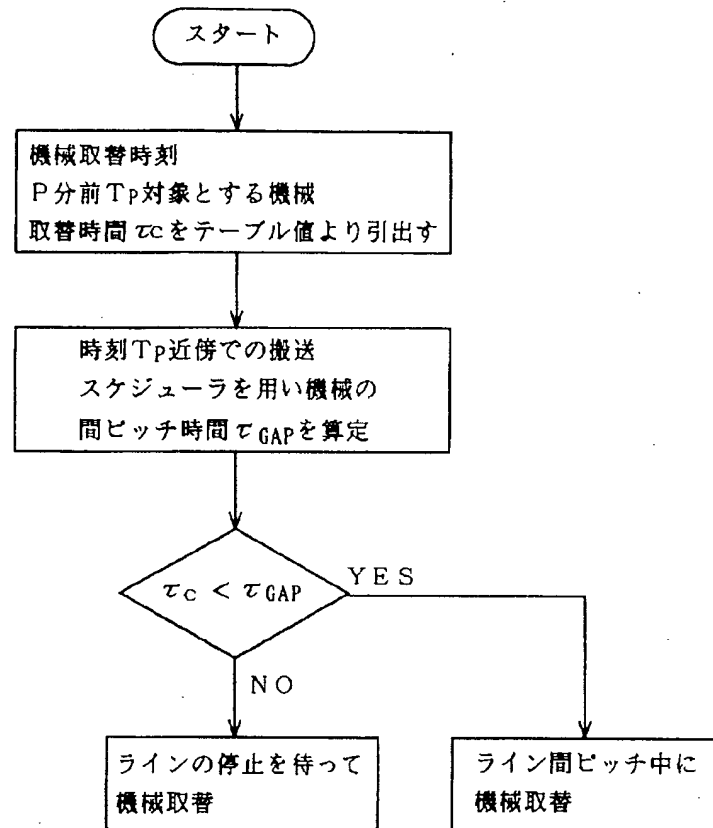 スタート
機械取替時刻
P分前Tp対象とする機械
取替時間τcをテーブル値より引出す
時刻Tp近傍での搬送
スケジューラを用い機械の
間ピッチ時間τGAPを算定
τc < τGAP
YES
NO
ラインの停止を待って
機械取替
ライン間ピッチ中に
機械取替